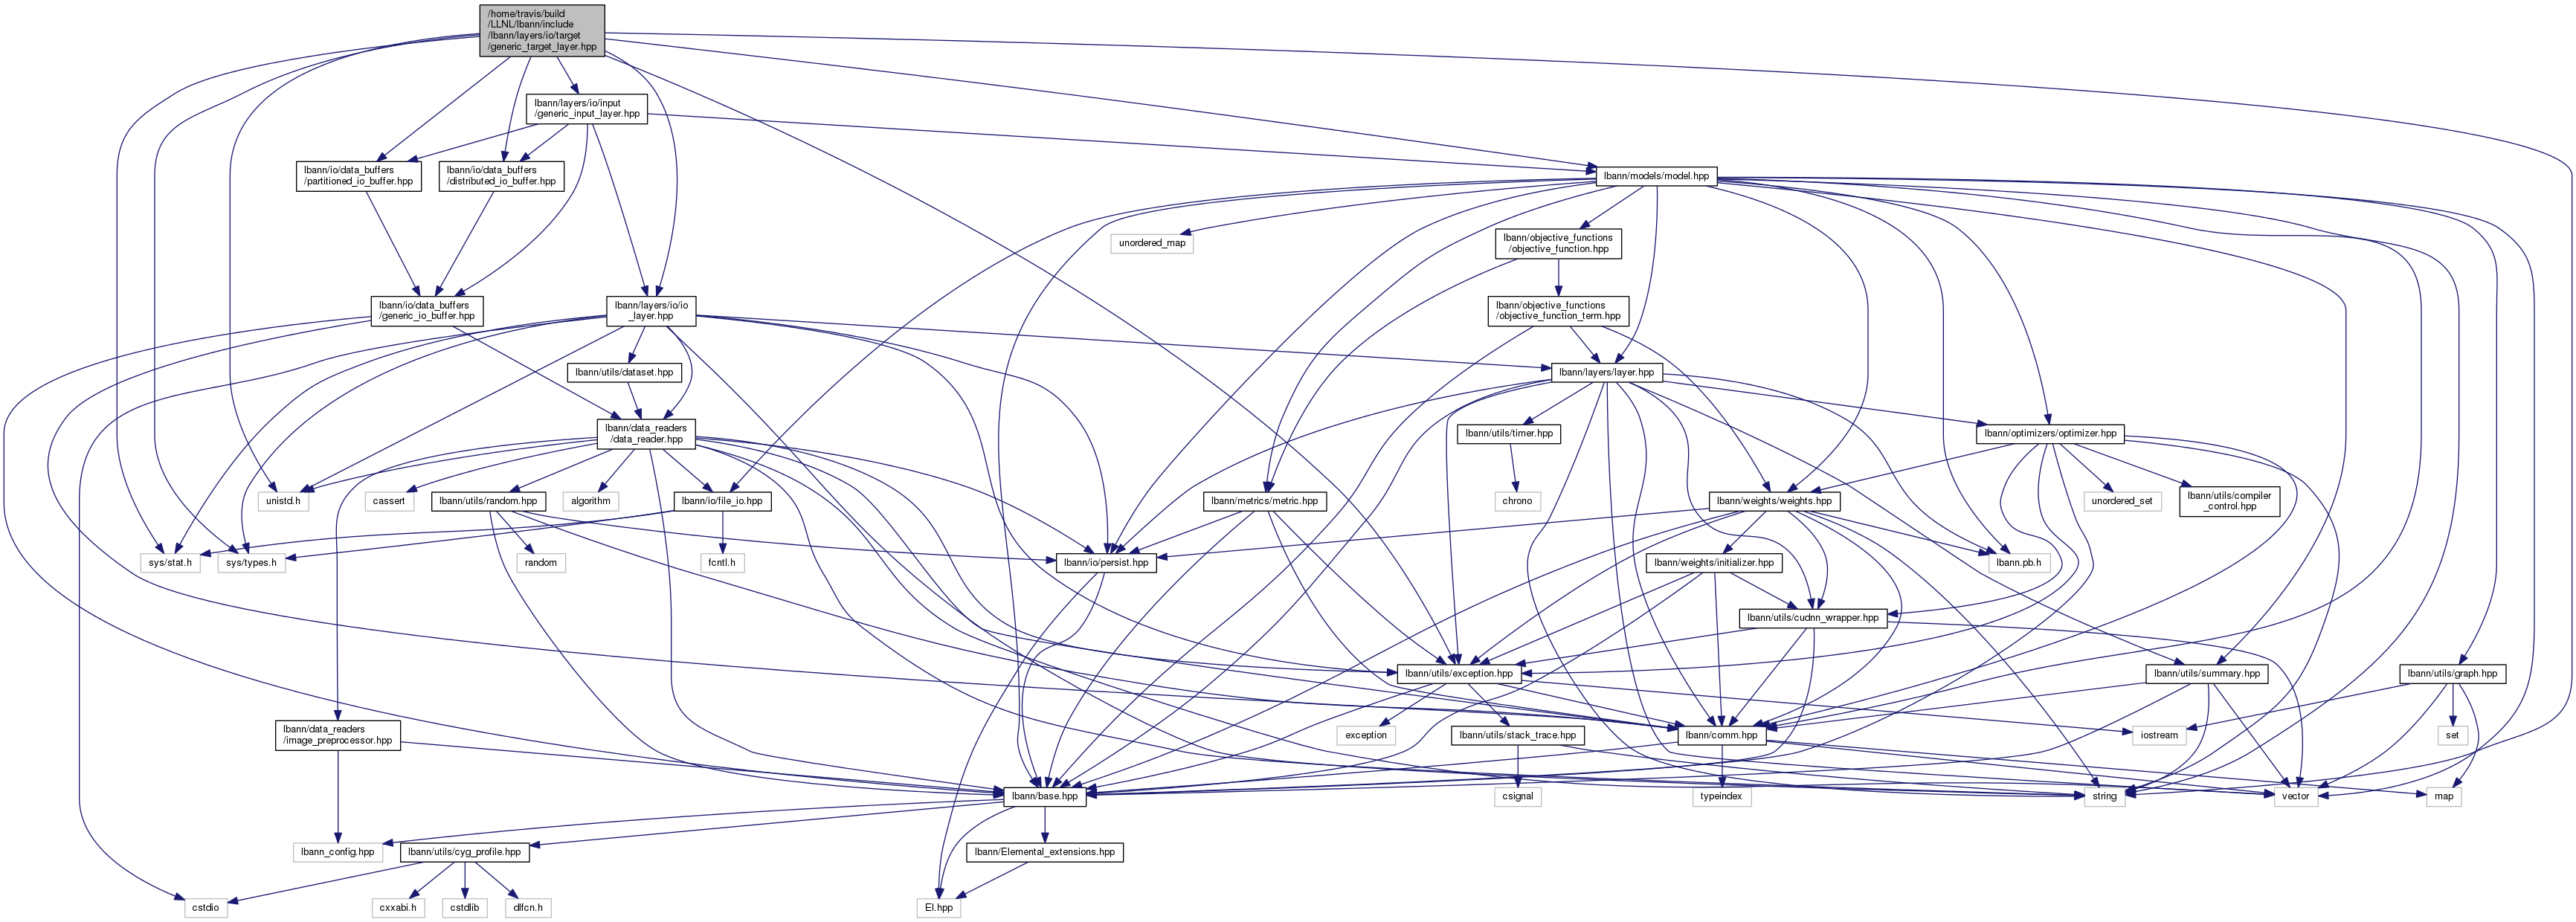 /home/travis/build
/LLNL/lbann/include
/lbann/layers/io/target
/generic_target_layer.hpp
lbann/layers/io/input
/generic_input_layer.hpp
lbann/io/data_buffers
/partitioned_io_buffer.hpp
lbann/io/data_buffers
/distributed_io_buffer.hpp
lbann/models/model.hpp
unordered_map
lbann/objective_functions
/objective_function.hpp
lbann/io/data_buffers
/generic_io_buffer.hpp
lbann/layers/io/io
_layer.hpp
lbann/objective_functions
/objective_function_term.hpp
lbann/utils/dataset.hpp
lbann/layers/layer.hpp
lbann/data_readers
/data_reader.hpp
lbann/utils/timer.hpp
lbann/optimizers/optimizer.hpp
unistd.h
cassert
lbann/utils/random.hpp
algorithm
lbann/io/file_io.hpp
lbann/metrics/metric.hpp
chrono
lbann/weights/weights.hpp
unordered_set
lbann/utils/compiler
_control.hpp
sys/stat.h
sys/types.h
random
fcntl.h
lbann/io/persist.hpp
lbann/weights/initializer.hpp
lbann.pb.h
lbann/utils/cudnn_wrapper.hpp
lbann/utils/exception.hpp
lbann/utils/summary.hpp
lbann/utils/graph.hpp
lbann/data_readers
/image_preprocessor.hpp
exception
lbann/utils/stack_trace.hpp
lbann/comm.hpp
iostream
set
lbann/base.hpp
csignal
typeindex
string
vector
map
lbann_config.hpp
lbann/utils/cyg_profile.hpp
lbann/Elemental_extensions.hpp
cstdio
cxxabi.h
cstdlib
dlfcn.h
El.hpp